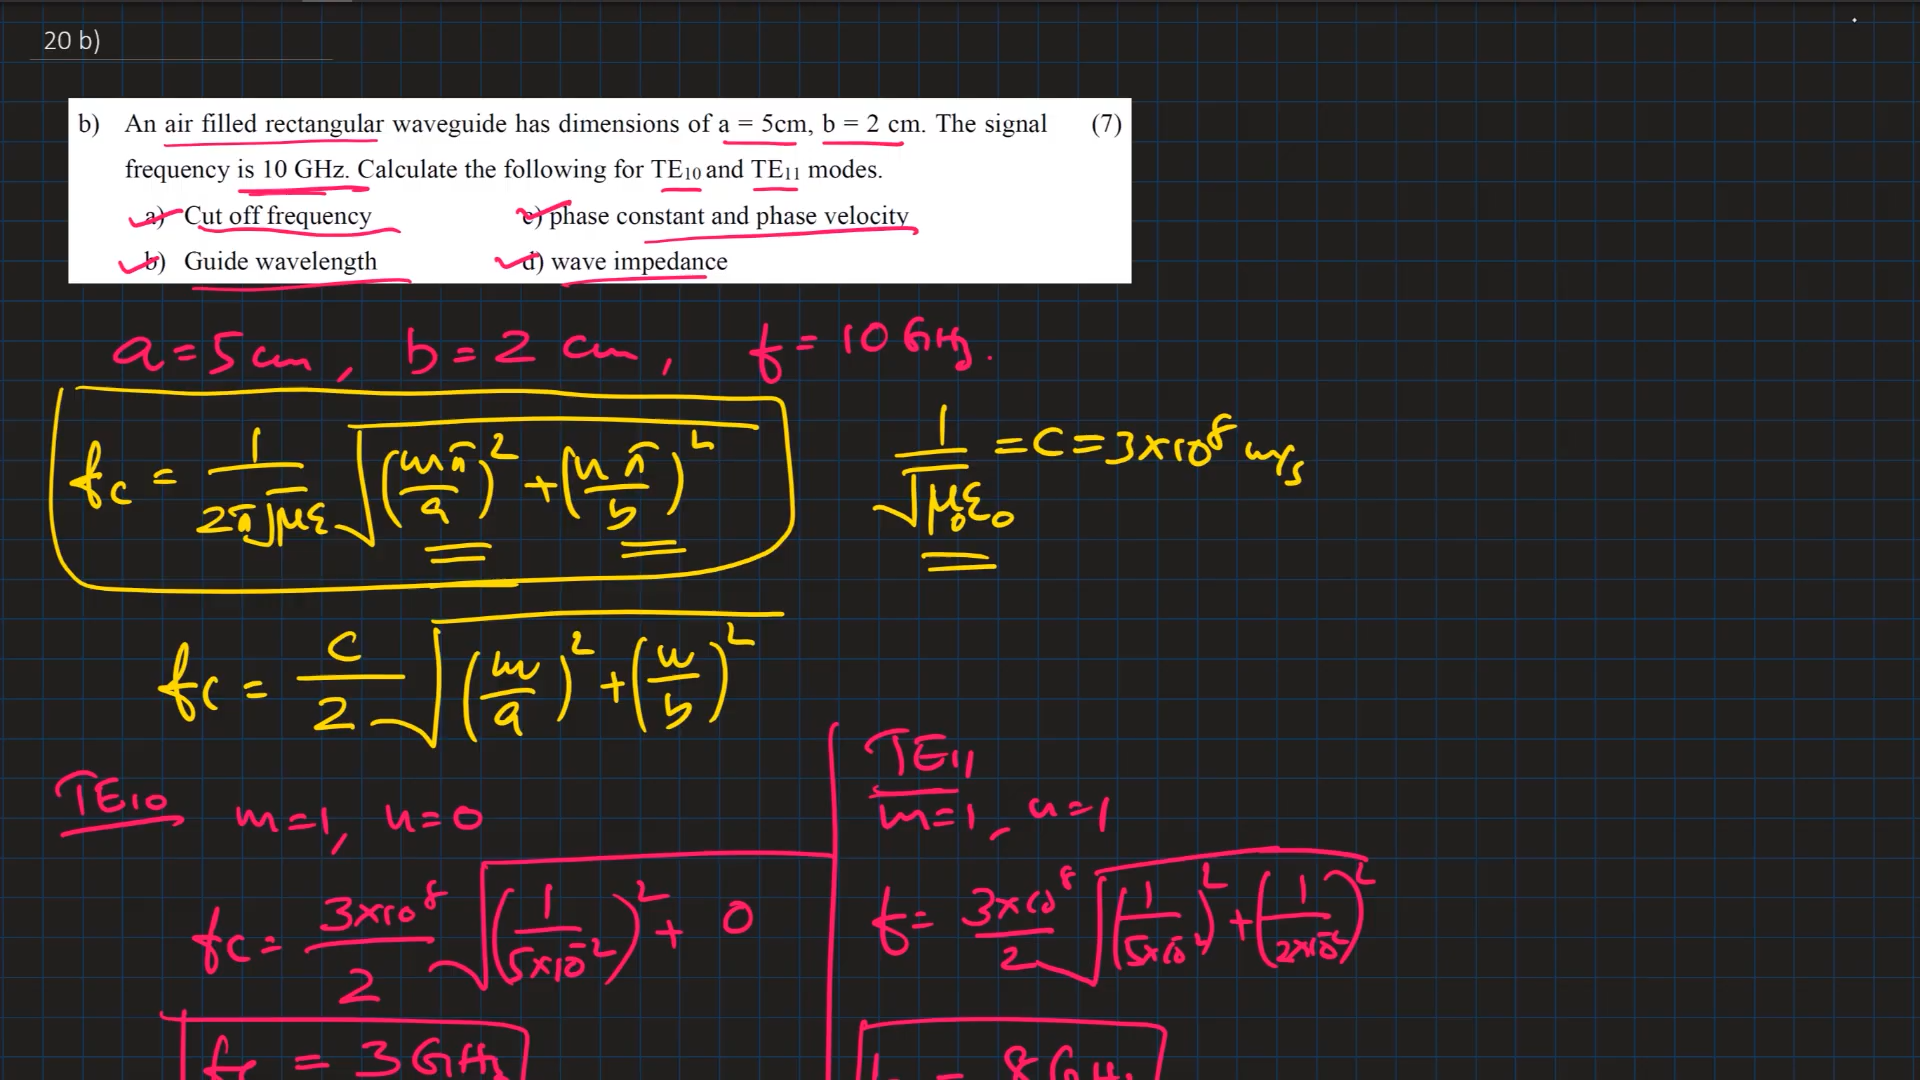 20 b)
b) An air filled rectangular waveguide has dimensions of a = 5cm, b = 2 cm. The signal (7)
frequency is 10 GHz. Calculate the following for TE10 and TE11 modes.
a) Cut off frequency c) phase constant and phase velocity
b) Guide wavelength d) wave impedance
a = 5 cm, b = 2 cm, f = 10 GHz.
fc = 1/(2π√με) √((mπ/a)² + (nπ/b)²)
1/√μ₀ε₀ = C = 3×10⁸ m/s
fc = C/2 √((m/a)² + (n/b)²)
TE10 m=1, n=0
TE11
m=1, n=1
fc = 3×10⁸/2 √((1/5×10⁻²)² + 0
f = 3×10⁸/2 √((1/5×10⁻²)² + (1/2×10⁻²)²
fc = 3 GHz
= 8 GHz